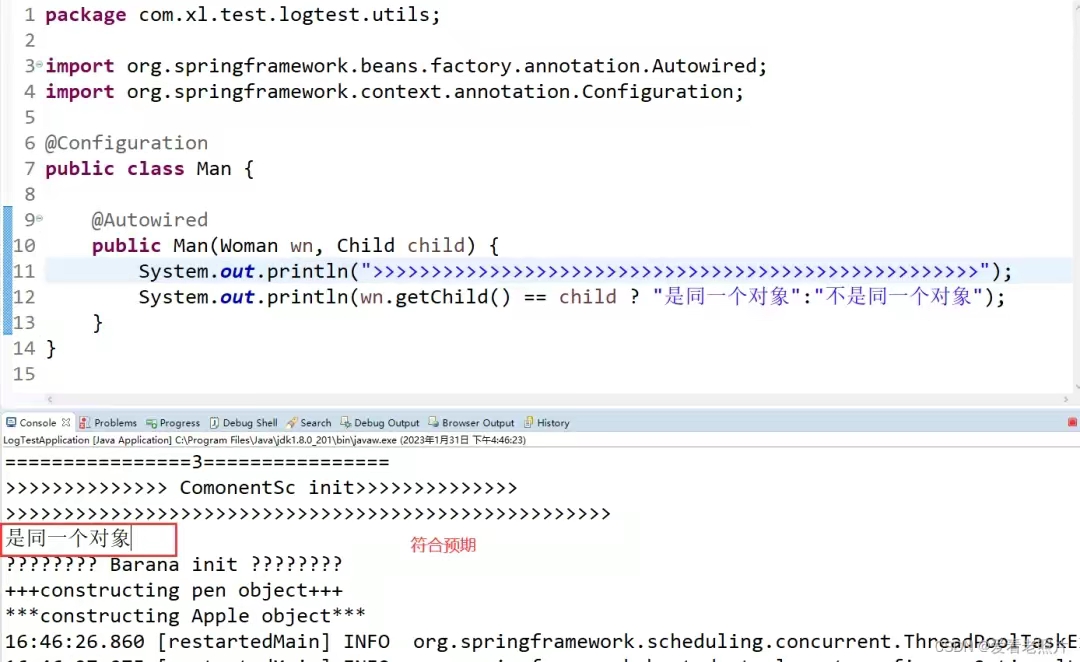 1 package com.xl.test.logtest.utils;
2
3 import org.springframework.beans.factory.annotation.Autowired;
4 import org.springframework.context.annotation.Configuration;
5
6 @Configuration
7 public class Man {
8
9 @Autowired
10 public Man(Woman wn, Child child) {
11 System.out.println(">>>>>>>>>>>>>>>>>>>>>>>>>>>>>>>>>>>>>>>>>>>>>>>>>>>>");
12 System.out.println(wn.getChild() == child ? "是同一个对象":"不是同一个对象");
13 }
14 }
15
Console Problems Progress Debug Shell Search Debug Output Browser Output History
LogTestApplication [Java Application] C:\Program Files\Java\jdk1.8.0_201\bin\javaw.exe (2023年1月31日 下午4:46:23)
================3================
>>>>>>>>>>>>>> ComonentSc init>>>>>>>>>>>>>>
>>>>>>>>>>>>>>>>>>>>>>>>>>>>>>>>>>>>>>>>>>>>>>>>>>>>
是同一个对象
符合预期
???????? Barana init ????????
+++constructing pen object+++
***constructing Apple object***
16:46:26.860 [restartedMain] INFO org.springframework.scheduling.concurrent.ThreadPoolTaskE
CSDN @爱看老照片